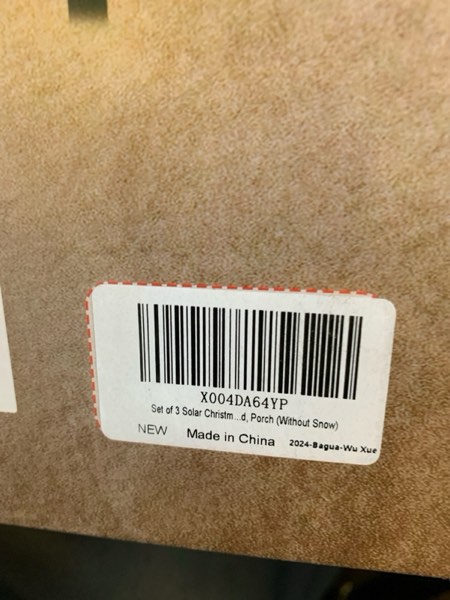 X004DA64YP
Set of 3 Solar Christm...d, Porch (Without Snow)
NEW Made in China 2024-Bagua-Wu Xue